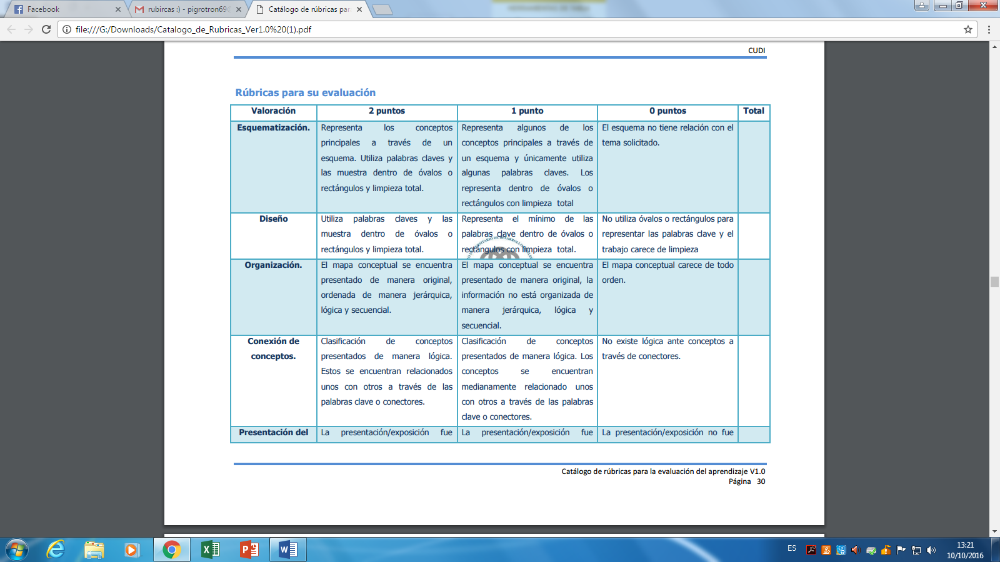 Facebook
rubircas :) - pigrotron69@
Catálogo de rúbricas par
file:///G:/Downloads/Catalogo_de_Rubricas_Ver1.0%20(1).pdf
CUDI
Rúbricas para su evaluación
Valoración 2 puntos 1 punto 0 puntos Total
Esquematización.
Representa los conceptos
principales a través de un
esquema. Utiliza palabras claves y
las muestra dentro de óvalos o
rectángulos y limpieza total.
Representa algunos de los
conceptos principales a través de
un esquema y únicamente utiliza
algunas palabras claves. Los
representa dentro de óvalos o
rectángulos con limpieza total
El esquema no tiene relación con el
tema solicitado.
Diseño
Utiliza palabras claves y las
muestra dentro de óvalos o
rectángulos y limpieza total.
Representa el mínimo de las
palabras clave dentro de óvalos o
rectángulos con limpieza total.
No utiliza óvalos o rectángulos para
representar las palabras clave y el
trabajo carece de limpieza
Organización.
El mapa conceptual se encuentra
presentado de manera original,
ordenada de manera jerárquica,
lógica y secuencial.
El mapa conceptual se encuentra
presentado de manera original, la
información no está organizada de
manera jerárquica, lógica y
secuencial.
El mapa conceptual carece de todo
orden.
Conexión de
conceptos.
Clasificación de conceptos
presentados de manera lógica.
Estos se encuentran relacionados
unos con otros a través de las
palabras clave o conectores.
Clasificación de conceptos
presentados de manera lógica. Los
conceptos se encuentran
medianamente relacionado unos
con otros a través de las palabras
clave o conectores.
No existe lógica ante conceptos a
través de conectores.
Presentación del
La presentación/exposición fue
La presentación/exposición fue
La presentación/exposición no fue
Catálogo de rúbricas para la evaluación del aprendizaje V1.0
Página 30
ES
13:21
10/10/2016